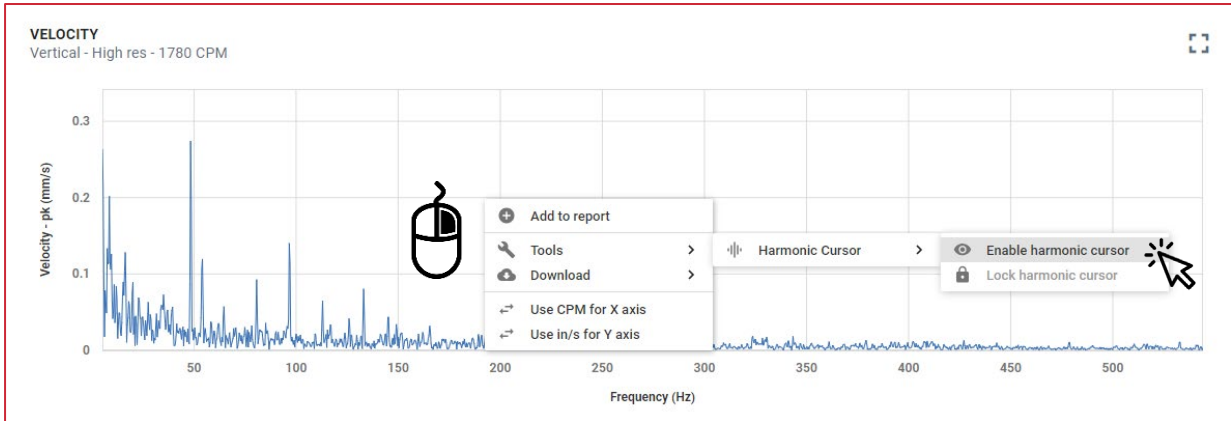 VELOCITY
Vertical - High res - 1780 CPM
Velocity - pk (mm/s)
0.3
0.2
0.1
0
Add to report
Tools
Harmonic Cursor
Enable harmonic cursor
Download
Lock harmonic cursor
Use CPM for X axis
Use in/s for Y axis
50 100 150 200 250 300 350 400 450 500
Frequency (Hz)